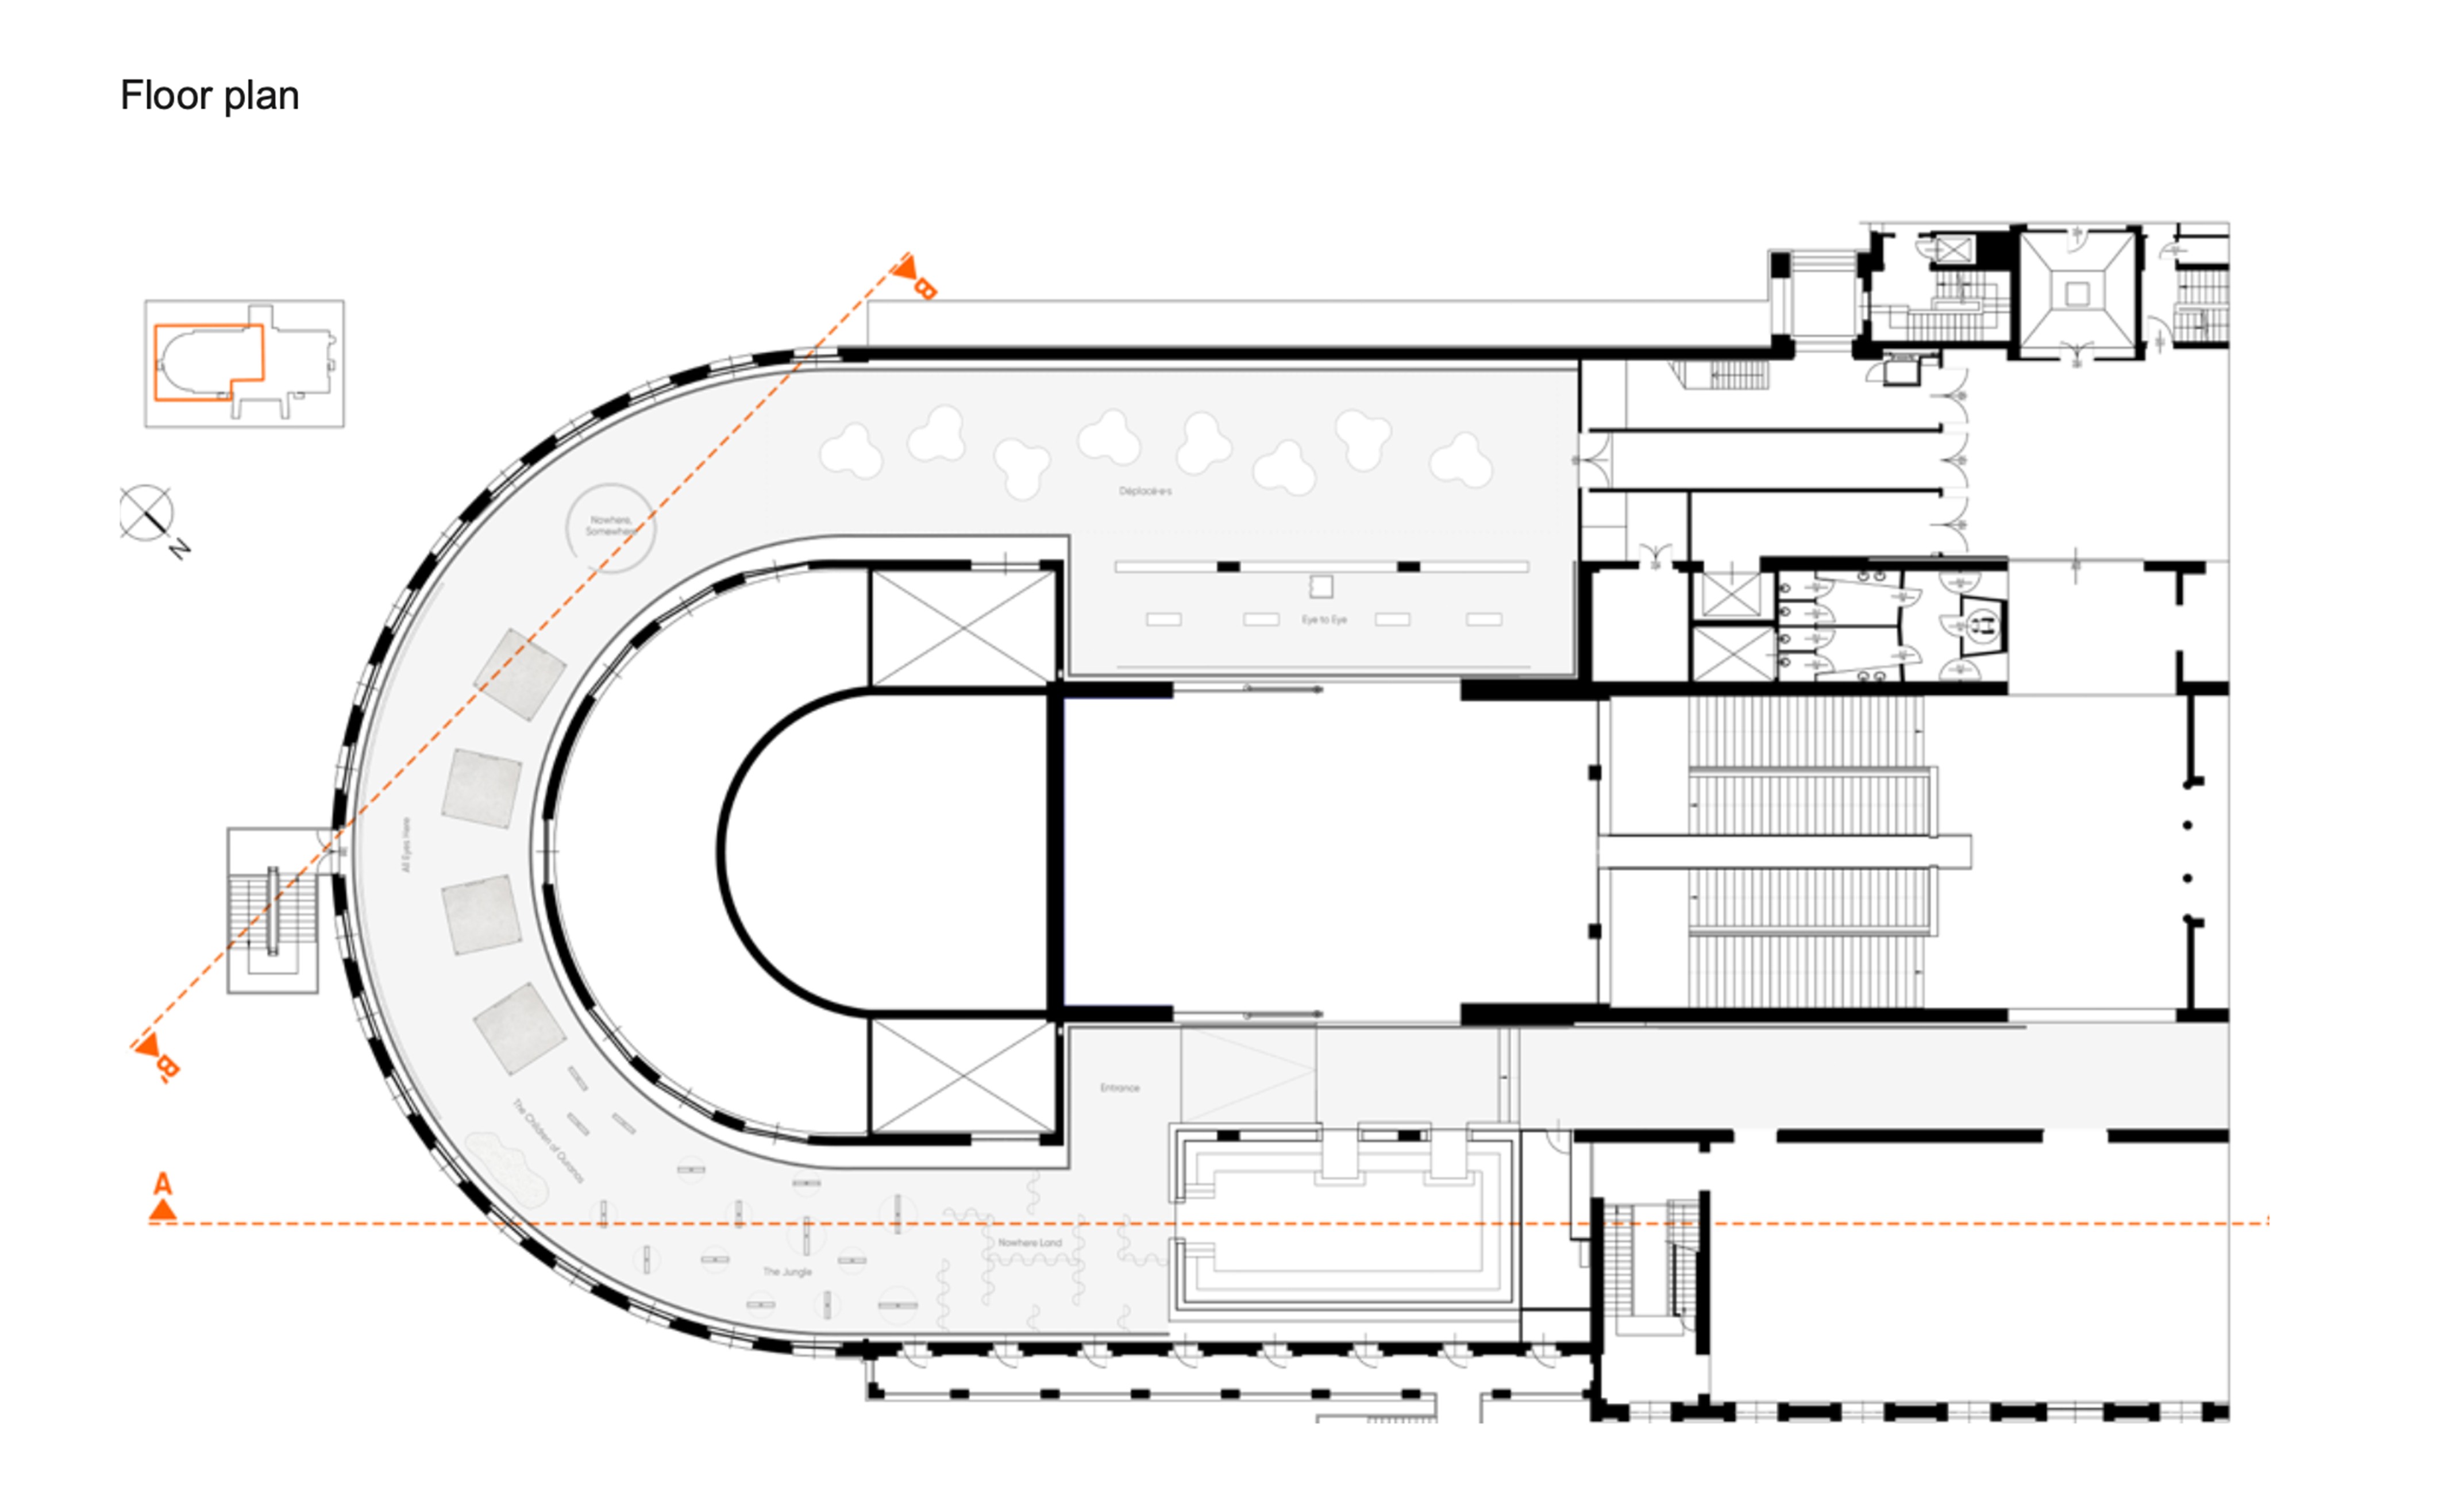 Floor plan
B
N
Nowhere,
Somewhere
Déplacé·e·s
Eye to Eye
All Eyes Here
B'
Entrance
The Children of Ouranos
A
Nowhere Land
The Jungle